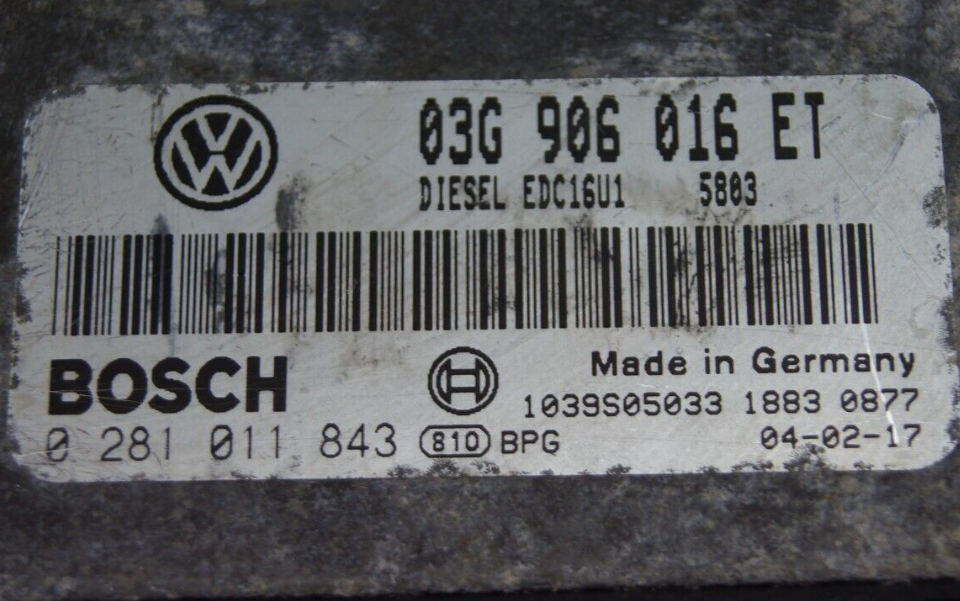 VW
03G 906 016 ET
DIESEL EDC16U1 5803
BOSCH
Made in Germany
1039S05033 1883 0877
0 281 011 843 810 BPG
04-02-17